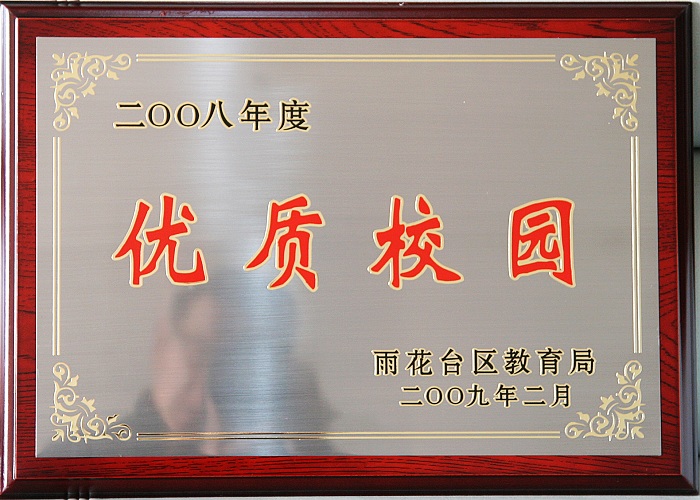 二〇〇八年度
优质校园
雨花台区教育局
二〇〇九年二月